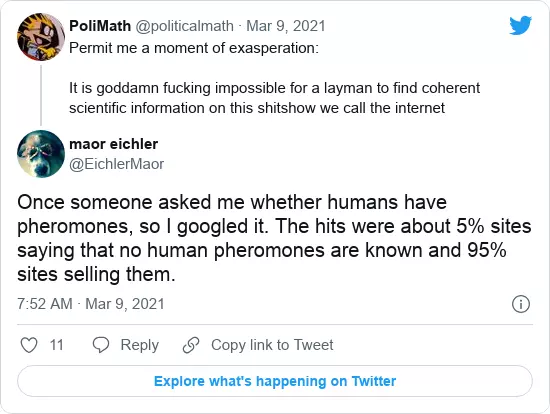 PoliMath @politicalmath · Mar 9, 2021
Permit me a moment of exasperation:
It is goddamn fucking impossible for a layman to find coherent
scientific information on this shitshow we call the internet
maor eichler
@EichlerMaor
Once someone asked me whether humans have
pheromones, so I googled it. The hits were about 5% sites
saying that no human pheromones are known and 95%
sites selling them.
7:52 AM · Mar 9, 2021
11 Reply Copy link to Tweet
Explore what's happening on Twitter